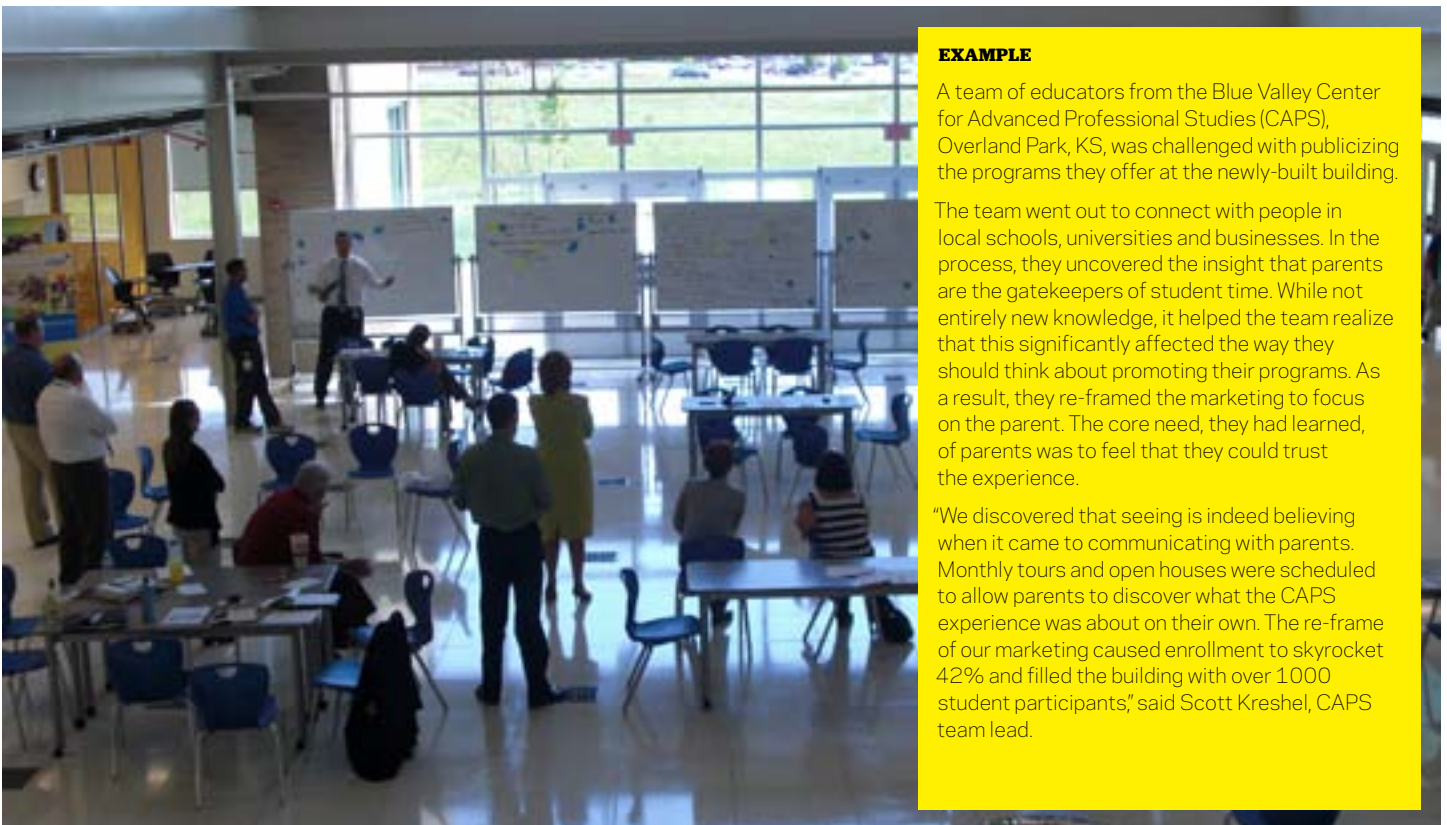 EXAMPLE
A team of educators from the Blue Valley Center
for Advanced Professional Studies (CAPS),
Overland Park, KS, was challenged with publicizing
the programs they offer at the newly-built building.
The team went out to connect with people in
local schools, universities and businesses. In the
process, they uncovered the insight that parents
are the gatekeepers of student time. While not
entirely new knowledge, it helped the team realize
that this significantly affected the way they
should think about promoting their programs. As
a result, they re-framed the marketing to focus
on the parent. The core need, they had learned,
of parents was to feel that they could trust
the experience.
“We discovered that seeing is indeed believing
when it came to communicating with parents.
Monthly tours and open houses were scheduled
to allow parents to discover what the CAPS
experience was about on their own. The re-frame
of our marketing caused enrollment to skyrocket
42% and filled the building with over 1000
student participants,” said Scott Kreshel, CAPS
team lead.